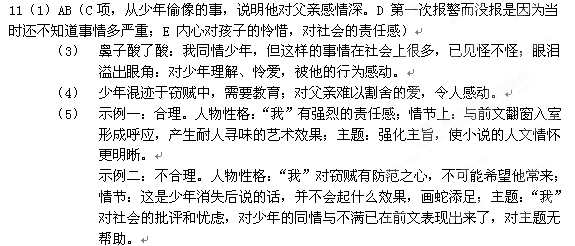 11（1）AB（C 项，从少年偷像的事，说明他对父亲感情深。D 第一次报警而没报是因为当
时还不知道事情多严重；E 内心对孩子的怜惜，对社会的责任感）
（3） 鼻子酸了酸：我同情少年，但这样的事情在社会上很多，已见怪不怪；眼泪
溢出眼角：对少年理解、怜爱，被他的行为感动。
（4） 少年混迹于窃贼中，需要教育；对父亲难以割舍的爱，令人感动。
（5） 示例一：合理。人物性格：“我”有强烈的责任感；情节上：与前文翻窗入室
形成呼应，产生耐人寻味的艺术效果；主题：强化主旨，使小说的人文情怀
更明晰。
示例二：不合理。人物性格：“我”对窃贼有防范之心，不可能希望他常来；
情节：这是少年消失后说的话，并不会起什么效果，画蛇添足；主题：“我”
对社会的批评和忧虑，对少年的同情与不满已在前文表现出来了，对主题无
帮助。